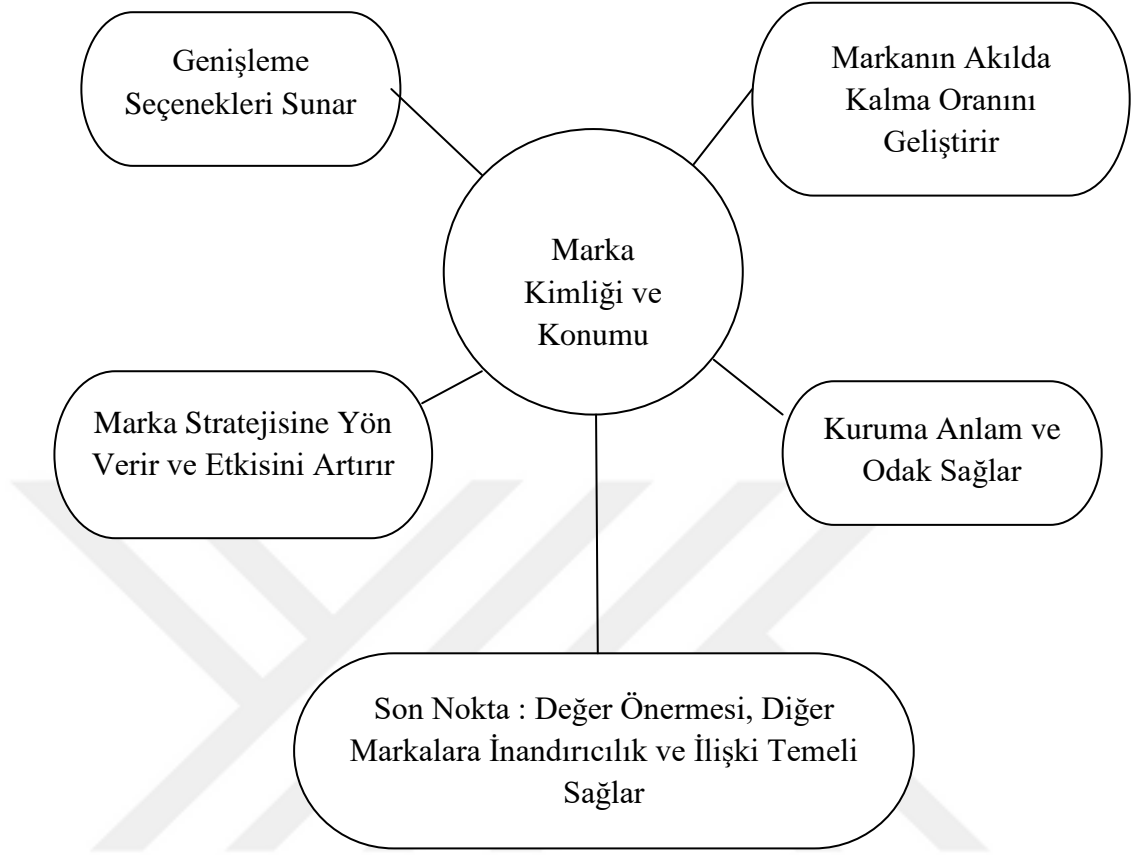 Genişleme
Seçenekleri Sunar
Markanın Akılda
Kalma Oranını
Geliştirir
Marka
Kimliği ve
Konumu
Marka Stratejisine Yön
Verir ve Etkisini Artırır
Kuruma Anlam ve
Odak Sağlar
Son Nokta : Değer Önermesi, Diğer
Markalara İnandırıcılık ve İlişki Temeli
Sağlar